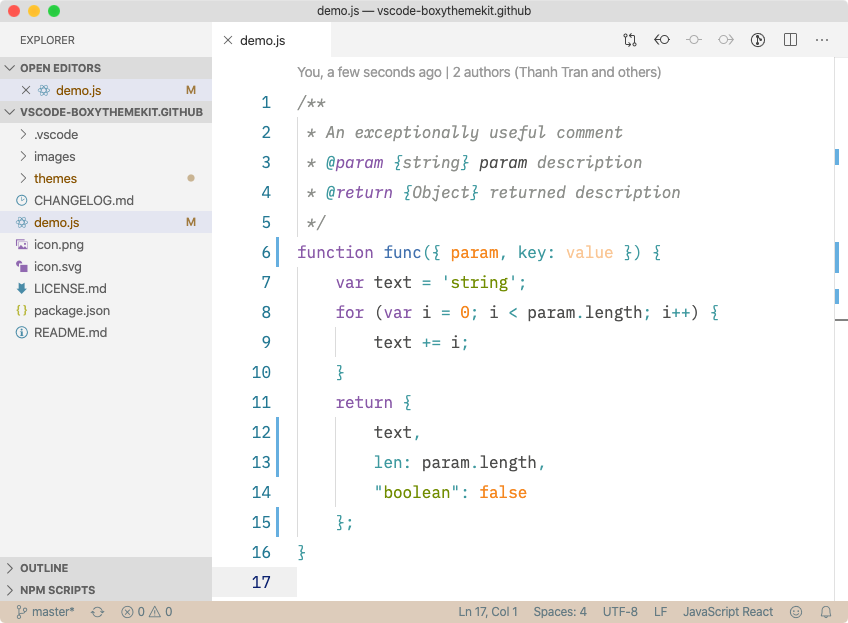 demo.js — vscode-boxythemekit.github
EXPLORER
OPEN EDITORS
demo.js M
VSCODE-BOXYTHEMEKIT.GITHUB
.vscode
images
themes
CHANGELOG.md
demo.js M
icon.png
icon.svg
LICENSE.md
{} package.json
README.md
OUTLINE
NPM SCRIPTS
demo.js
You, a few seconds ago | 2 authors (Thanh Tran and others)
1 /**
2 * An exceptionally useful comment
3 * @param {string} param description
4 * @return {Object} returned description
5 */
6 function func({ param, key: value }) {
7 var text = 'string';
8 for (var i = 0; i < param.length; i++) {
9 text += i;
10 }
11 return {
12 text,
13 len: param.length,
14 "boolean": false
15 };
16 }
17
master* 0 0 Ln 17, Col 1 Spaces: 4 UTF-8 LF JavaScript React